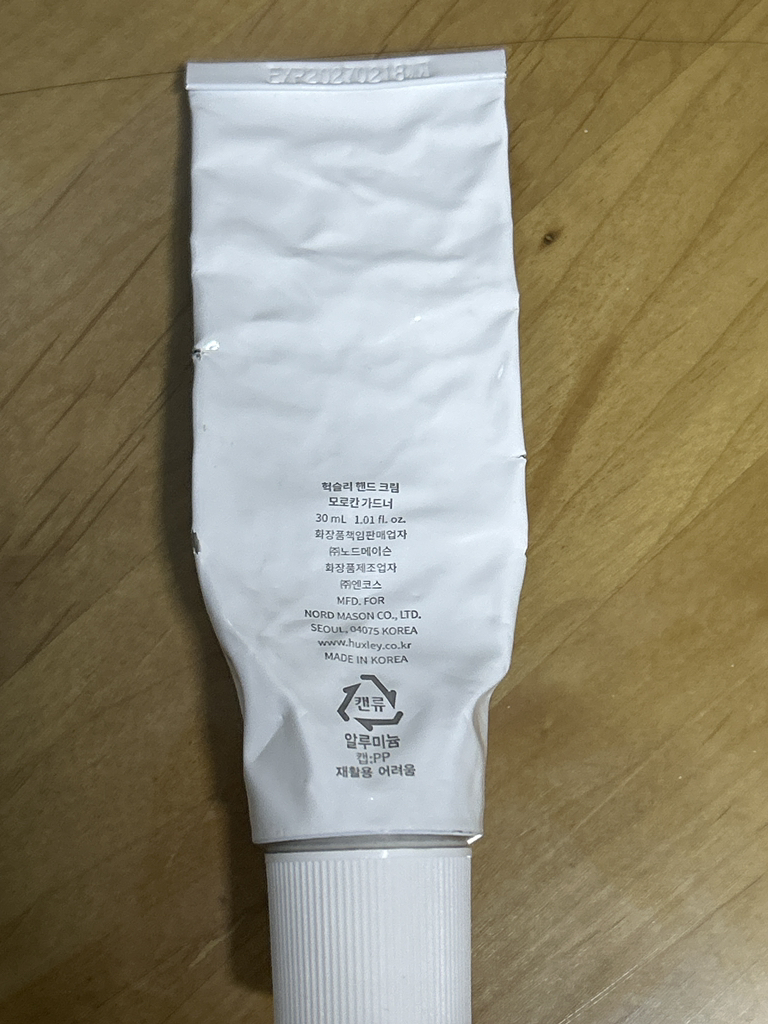 EXP20270218
헉슬리 핸드 크림
모로칸 가드너
30 mL 1.01 fl. oz.
화장품책임판매업자
㈜노드메이슨
화장품제조업자
㈜엔코스
MFD. FOR
NORD MASON CO., LTD.
SEOUL, 04075 KOREA
www.huxley.co.kr
MADE IN KOREA
캔류
알루미늄
캡:PP
재활용 어려움